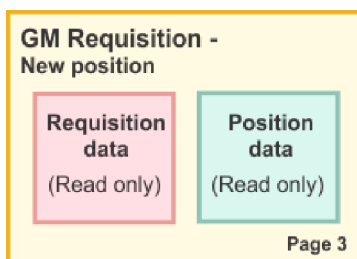 GM Requisition -
New position
Requisition
data
(Read only)
Position
data
(Read only)
Page 3